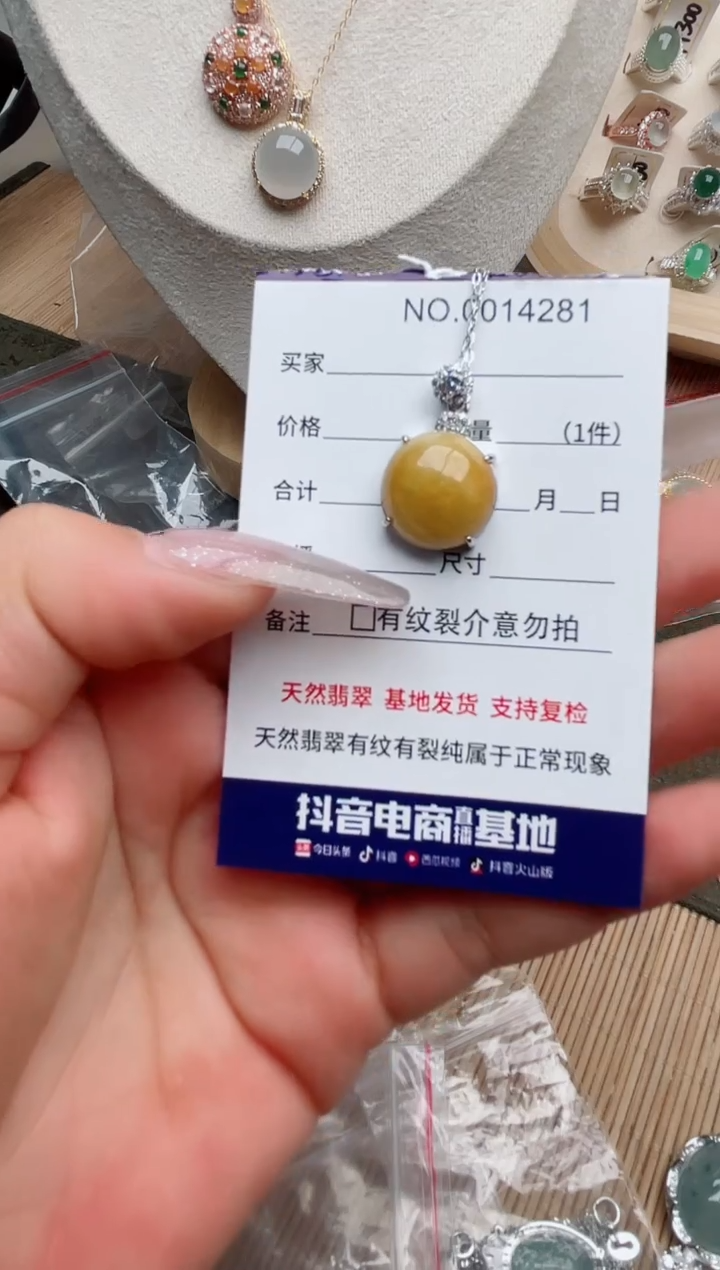 1300
NO.0014281
买家
价格 量 (1件)
合计 月 日
尺寸
备注 □有纹裂介意勿拍
天然翡翠 基地发货 支持复检
天然翡翠有纹有裂纯属于正常现象
抖音电商直播基地
今日头条 抖音 西瓜视频 抖音火山版